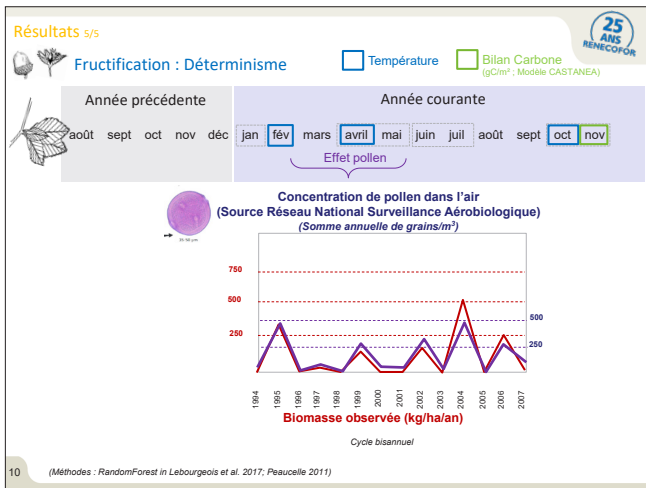 Résultats 5/5
25
ANS
RENECOFOR
Fructification : Déterminisme
Température
Bilan Carbone
(gC/m² ; Modèle CASTANEA)
Année précédente
Année courante
août sept oct nov déc jan fév mars avril mai juin juil août sept oct nov
Effet pollen
Concentration de pollen dans l'air
(Source Réseau National Surveillance Aérobiologique)
(Somme annuelle de grains/m³)
750
500
250
500
250
1994 1995 1996 1997 1998 1999 2000 2001 2002 2003 2004 2005 2006 2007
Biomasse observée (kg/ha/an)
Cycle bisannuel
10
(Méthodes : RandomForest in Lebourgeois et al. 2017; Peaucelle 2011)